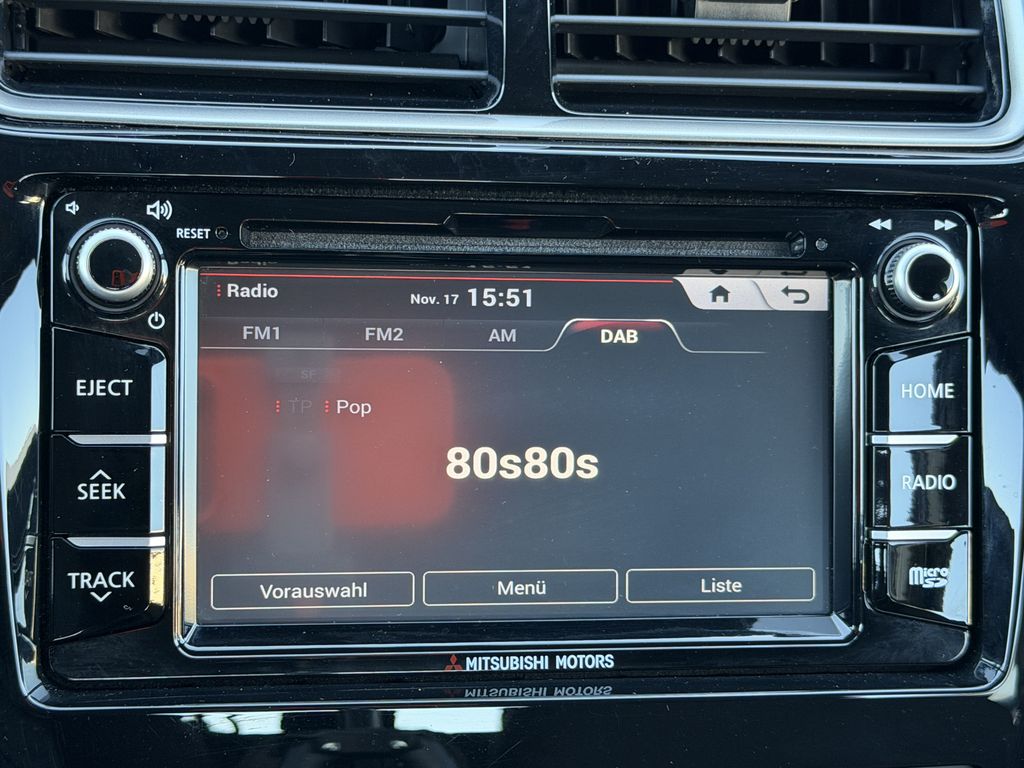 RESET
Radio
Nov. 17 15:51
FM1 FM2 AM DAB
EJECT
HOME
SF
TP Pop
80s80s
SEEK
RADIO
TRACK
Micro SD
Vorauswahl Menü Liste
MITSUBISHI MOTORS